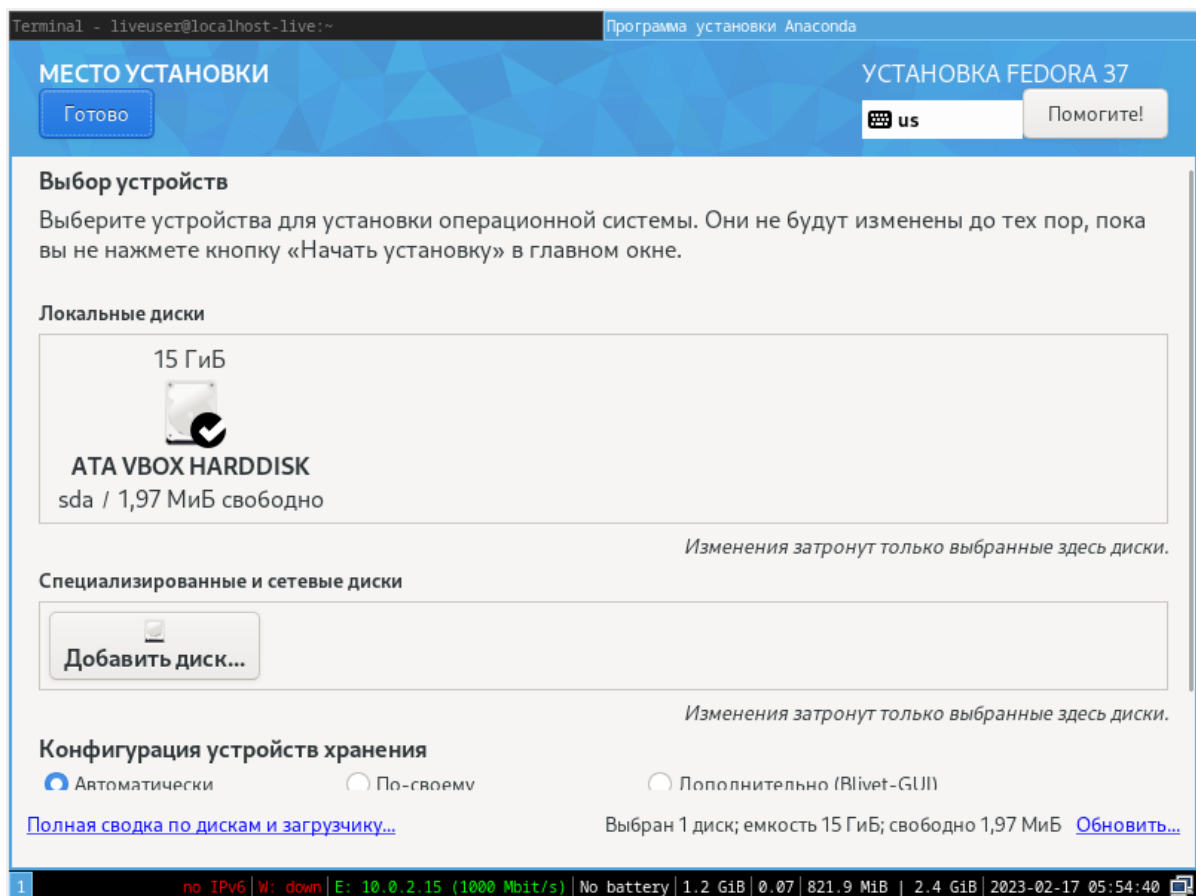 Terminal - liveuser@localhost-live:~
Программа установки Anaconda
МЕСТО УСТАНОВКИ
УСТАНОВКА FEDORA 37
Готово
us
Помогите!
Выбор устройств
Выберите устройства для установки операционной системы. Они не будут изменены до тех пор, пока
вы не нажмете кнопку «Начать установку» в главном окне.
Локальные диски
15 ГиБ
ATA VBOX HARDDISK
sda / 1,97 МиБ свободно
Изменения затронут только выбранные здесь диски.
Специализированные и сетевые диски
Добавить диск...
Изменения затронут только выбранные здесь диски.
Конфигурация устройств хранения
Автоматически
По-своему
Дополнительно (Blivet-GUI)
Полная сводка по дискам и загрузчику...
Выбран 1 диск; емкость 15 ГиБ; свободно 1,97 МиБ
Обновить...
1
no IPv6 | W: down | E: 10.0.2.15 (1000 Mbit/s) | No battery | 1.2 GiB | 0.07 | 821.9 MiB | 2.4 GiB | 2023-02-17 05:54:40